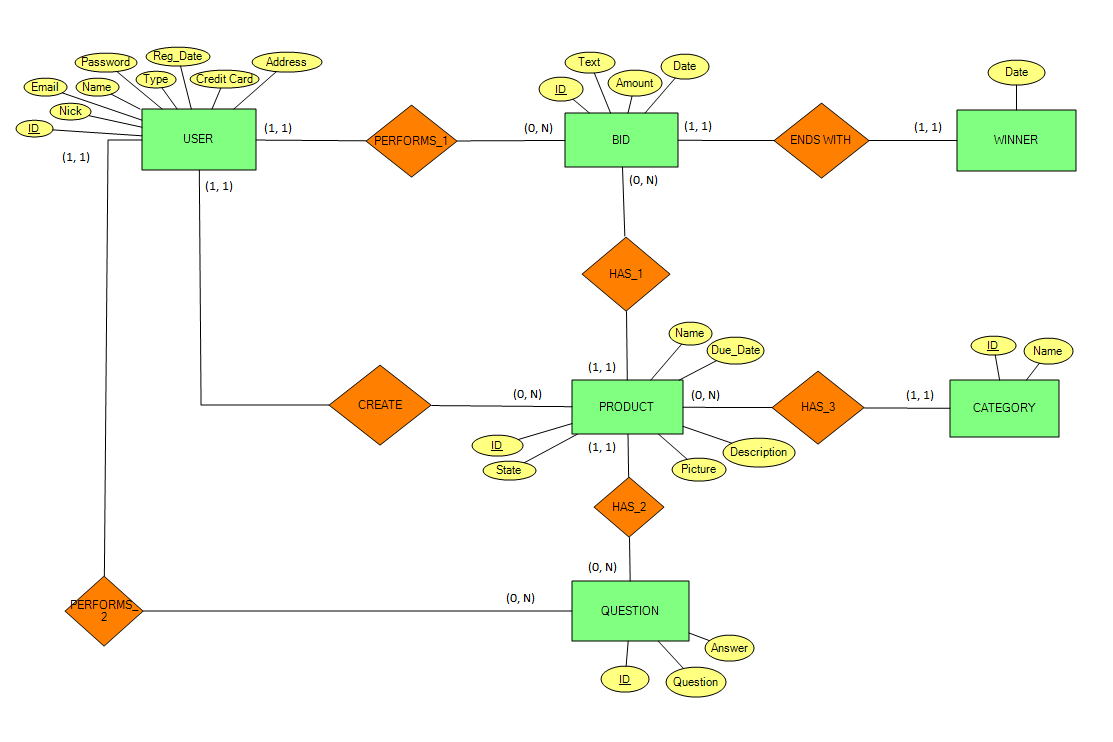 Reg_Date
Password
Address
Type
Credit Card
Email
Name
Nick
ID
USER
(1, 1)
(1, 1)
(1, 1)
PERFORMS_1
(0, N)
Text
Date
Amount
ID
BID
(1, 1)
(0, N)
ENDS WITH
(1, 1)
Date
WINNER
HAS_1
(1, 1)
Name
Due_Date
CREATE
(0, N)
PRODUCT
(0, N)
HAS_3
(1, 1)
ID
Name
CATEGORY
ID
State
(1, 1)
Description
Picture
HAS_2
(0, N)
PERFORMS_
2
(0, N)
QUESTION
Answer
ID
Question